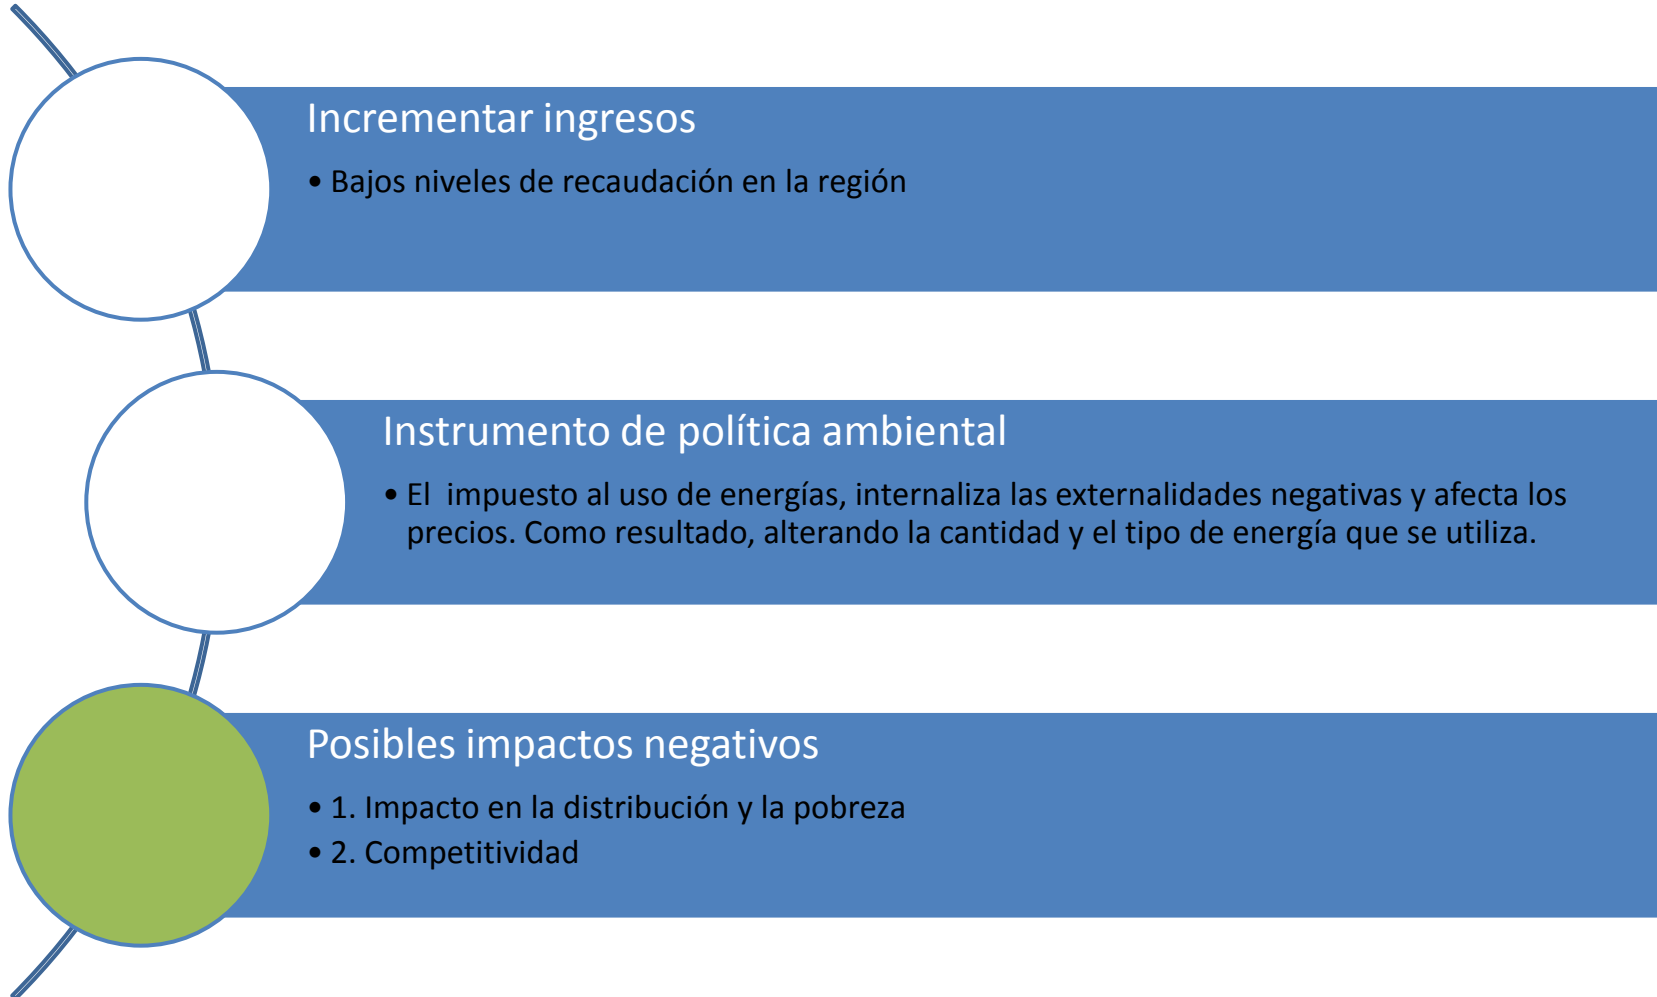 Incrementar ingresos
• Bajos niveles de recaudación en la región
Instrumento de política ambiental
• El  impuesto al uso de energías, internaliza las externalidades negativas y afecta los
precios. Como resultado, alterando la cantidad y el tipo de energía que se utiliza.
Posibles impactos negativos
• 1. Impacto en la distribución y la pobreza
• 2. Competitividad